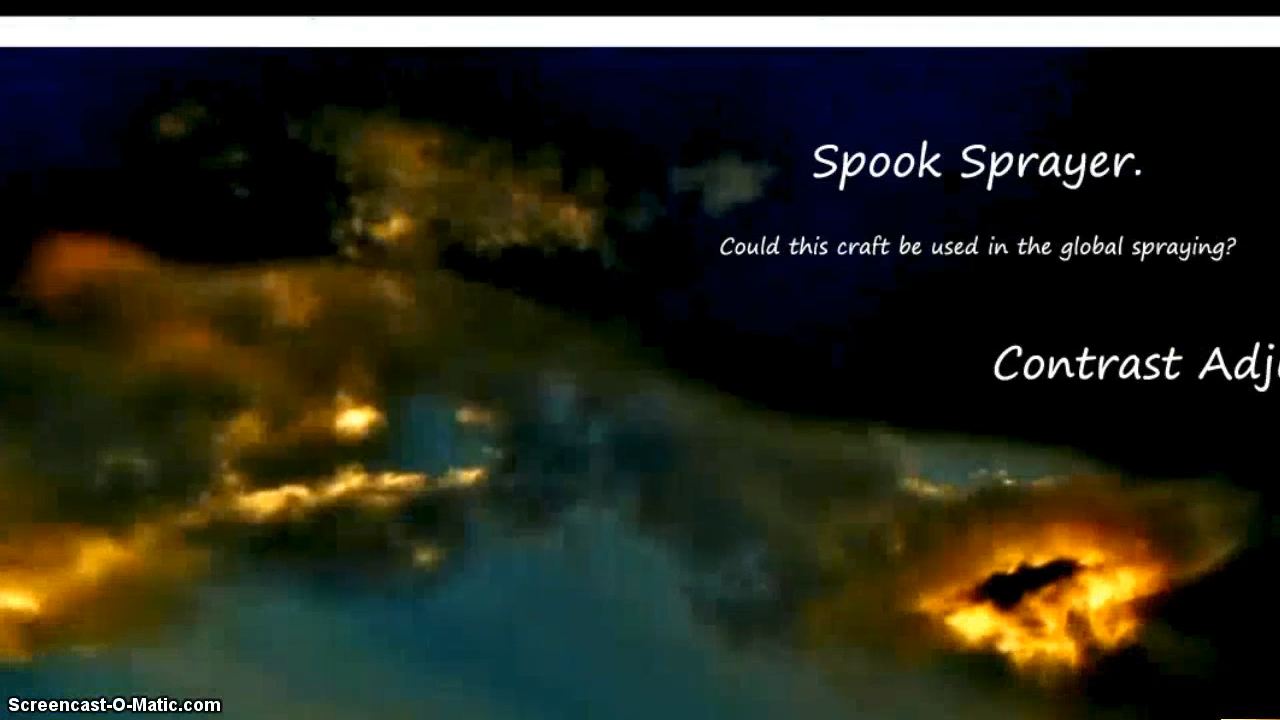 Spook Sprayer.
Could this craft be used in the global spraying?
Contrast Adj
Screencast-O-Matic.com